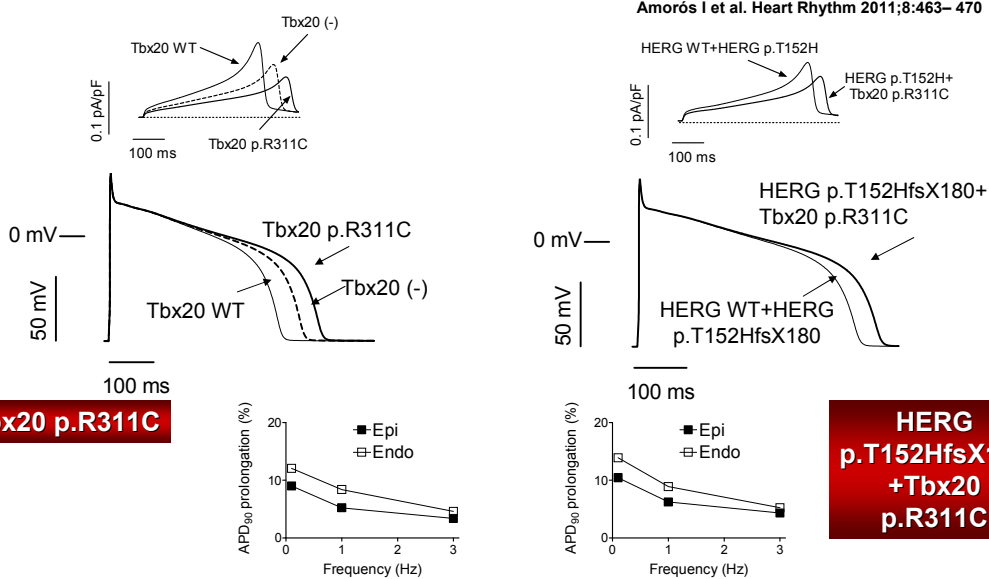 Amorós I et al. Heart Rhythm 2011;8:463– 470
Tbx20 (-)
Tbx20 WT
0.1 pA/pF
Tbx20 p.R311C
100 ms
HERG WT+HERG p.T152H
HERG p.T152H+
Tbx20 p.R311C
0.1 pA/pF
100 ms
0 mV
Tbx20 p.R311C
Tbx20 (-)
Tbx20 WT
50 mV
100 ms
HERG p.T152HfsX180+
Tbx20 p.R311C
0 mV
HERG WT+HERG
p.T152HfsX180
50 mV
100 ms
x20 p.R311C
APD90 prolongation (%)
20
10
0
Epi
Endo
0
1
2
3
Frequency (Hz)
APD90 prolongation (%)
20
10
0
Epi
Endo
0
1
2
3
Frequency (Hz)
HERG
p.T152HfsX1
+Tbx20
p.R311C